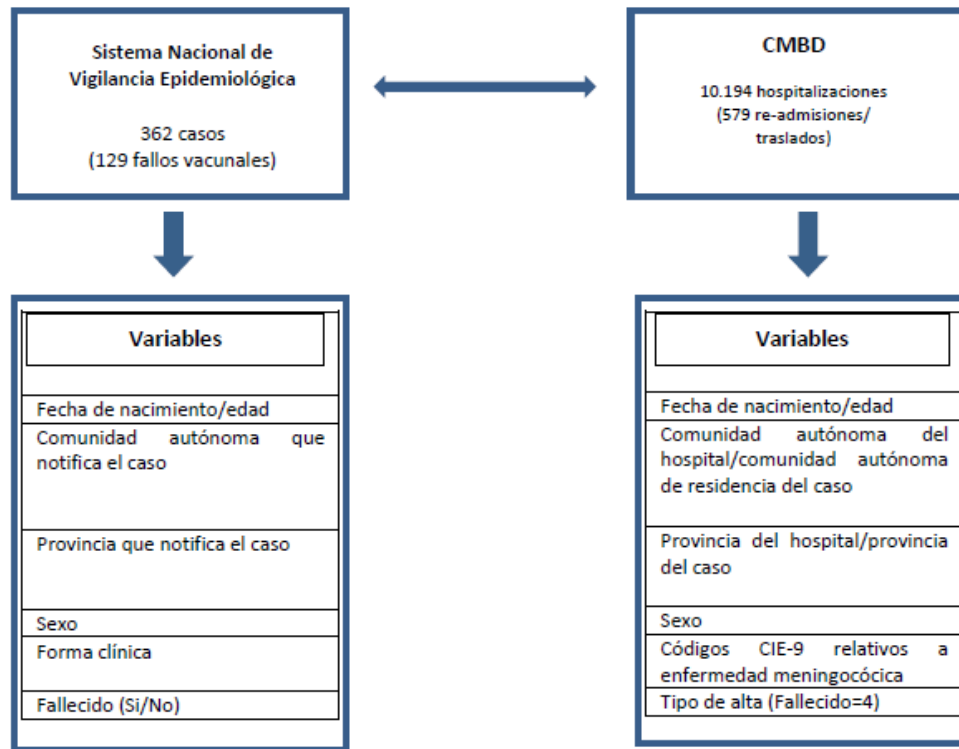 Sistema Nacional de
Vigilancia Epidemiológica
362 casos
(129 fallos vacunales)
CMBD
10.194 hospitalizaciones
(579 re-admisiones/
traslados)
Variables
Fecha de nacimiento/edad
Comunidad autónoma que
notifica el caso
Provincia que notifica el caso
Sexo
Forma clínica
Fallecido (Si/No)
Variables
Fecha de nacimiento/edad
Comunidad autónoma del
hospital/comunidad autónoma
de residencia del caso
Provincia del hospital/provincia
del caso
Sexo
Códigos CIE-9 relativos a
enfermedad meningocócica
Tipo de alta (Fallecido=4)